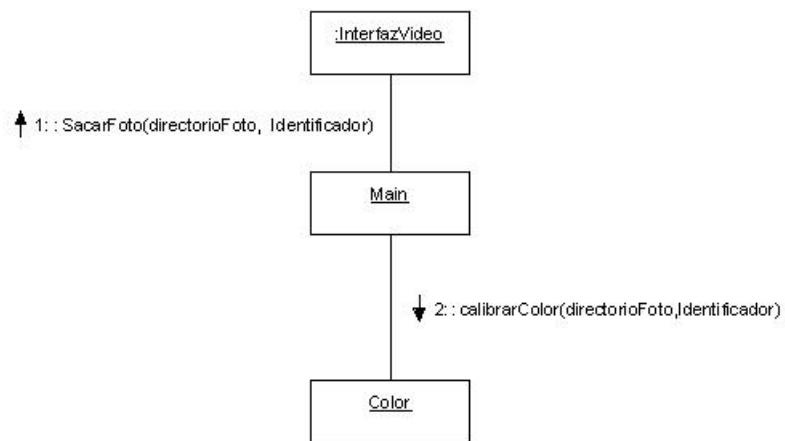 :InterfazVideo
1: : SacarFoto(directorioFoto, Identificador)
Main
2: : calibrarColor(directorioFoto,Identificador)
Color